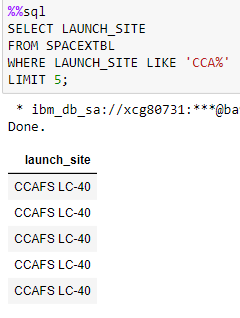 %%sql
SELECT LAUNCH_SITE
FROM SPACEXTBL
WHERE LAUNCH_SITE LIKE 'CCA%'
LIMIT 5;
* ibm_db_sa://xcg80731:***@ba
Done.
launch_site
CCAFS LC-40
CCAFS LC-40
CCAFS LC-40
CCAFS LC-40
CCAFS LC-40